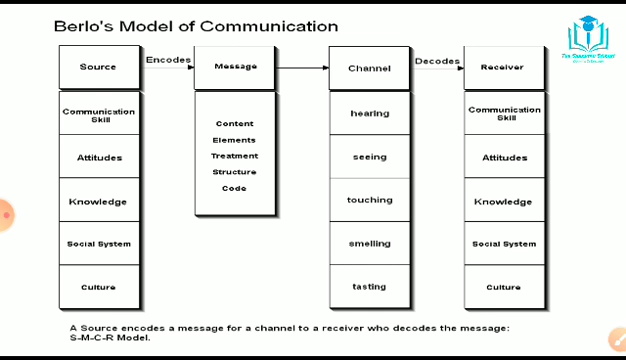 Berlo's Model of Communication
Source
Encodes
Message
Channel
Decodes
Receiver
Communication
Skill
Attitudes
Knowledge
Social System
Culture
Content
Elements
Treatment
Structure
Code
hearing
seeing
touching
smelling
tasting
Communication
Skill
Attitudes
Knowledge
Social System
Culture
A Source encodes a message for a channel to a receiver who decodes the message:
S-M-C-R Model.